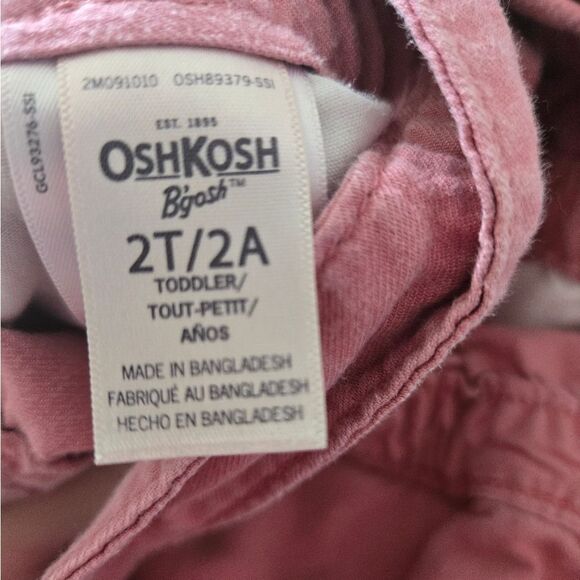 2M091010 OSH89379-SSI
GCL93276-SSI
EST. 1895
OSHKOSH
B'gosh™
2T/2A
TODDLER/
TOUT-PETIT/
AÑOS
MADE IN BANGLADESH
FABRIQUÉ AU BANGLADESH
HECHO EN BANGLADESH